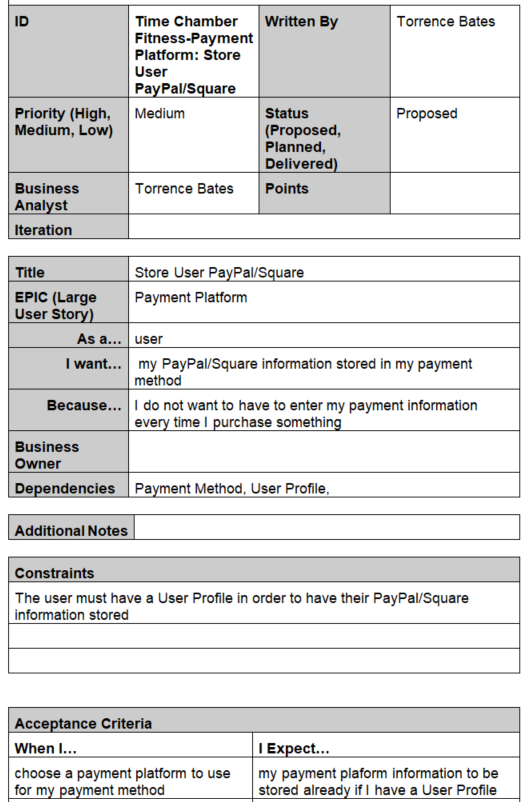 ID
Time Chamber
Fitness-Payment
Platform: Store
User
PayPal/Square
Written By
Torrence Bates
Priority (High,
Medium, Low)
Medium
Status
(Proposed,
Planned,
Delivered)
Proposed
Business
Analyst
Torrence Bates
Points
Iteration
Title
Store User PayPal/Square
EPIC (Large
User Story)
Payment Platform
As a...
user
I want...
my PayPal/Square information stored in my payment
method
Because...
I do not want to have to enter my payment information
every time I purchase something
Business
Owner
Dependencies
Payment Method, User Profile,
Additional Notes
Constraints
The user must have a User Profile in order to have their PayPal/Square
information stored
Acceptance Criteria
When I...
I Expect...
choose a payment platform to use
for my payment method
my payment plaform information to be
stored already if I have a User Profile